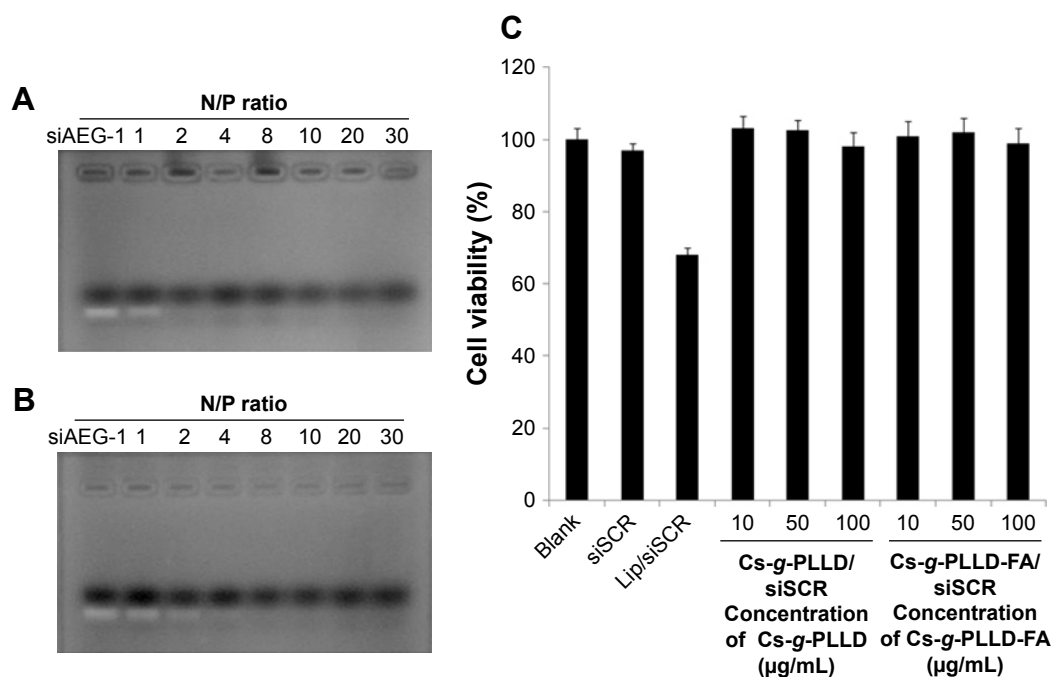 A
N/P ratio
siAEG-1 1 2 4 8 10 20 30
B
N/P ratio
siAEG-1 1 2 4 8 10 20 30
C
Cell viability (%)
120
100
80
60
40
20
0
Blank
siSCR
Lip/siSCR
10 50 100
Cs-g-PLLD/
siSCR
Concentration
of Cs-g-PLLD
(µg/mL)
10 50 100
Cs-g-PLLD-FA/
siSCR
Concentration
of Cs-g-PLLD-FA
(µg/mL)